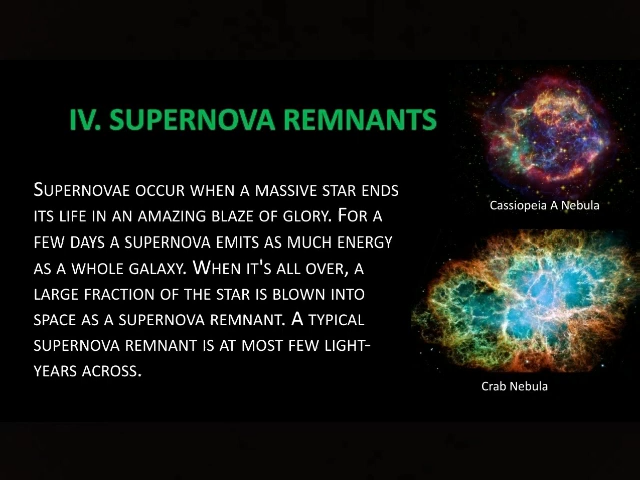 IV. SUPERNOVA REMNANTS
SUPERNOVAE OCCUR WHEN A MASSIVE STAR ENDS
ITS LIFE IN AN AMAZING BLAZE OF GLORY. FOR A
FEW DAYS A SUPERNOVA EMITS AS MUCH ENERGY
AS A WHOLE GALAXY. WHEN IT'S ALL OVER, A
LARGE FRACTION OF THE STAR IS BLOWN INTO
SPACE AS A SUPERNOVA REMNANT. A TYPICAL
SUPERNOVA REMNANT IS AT MOST FEW LIGHT-
YEARS ACROSS.
Cassiopeia A Nebula
Crab Nebula